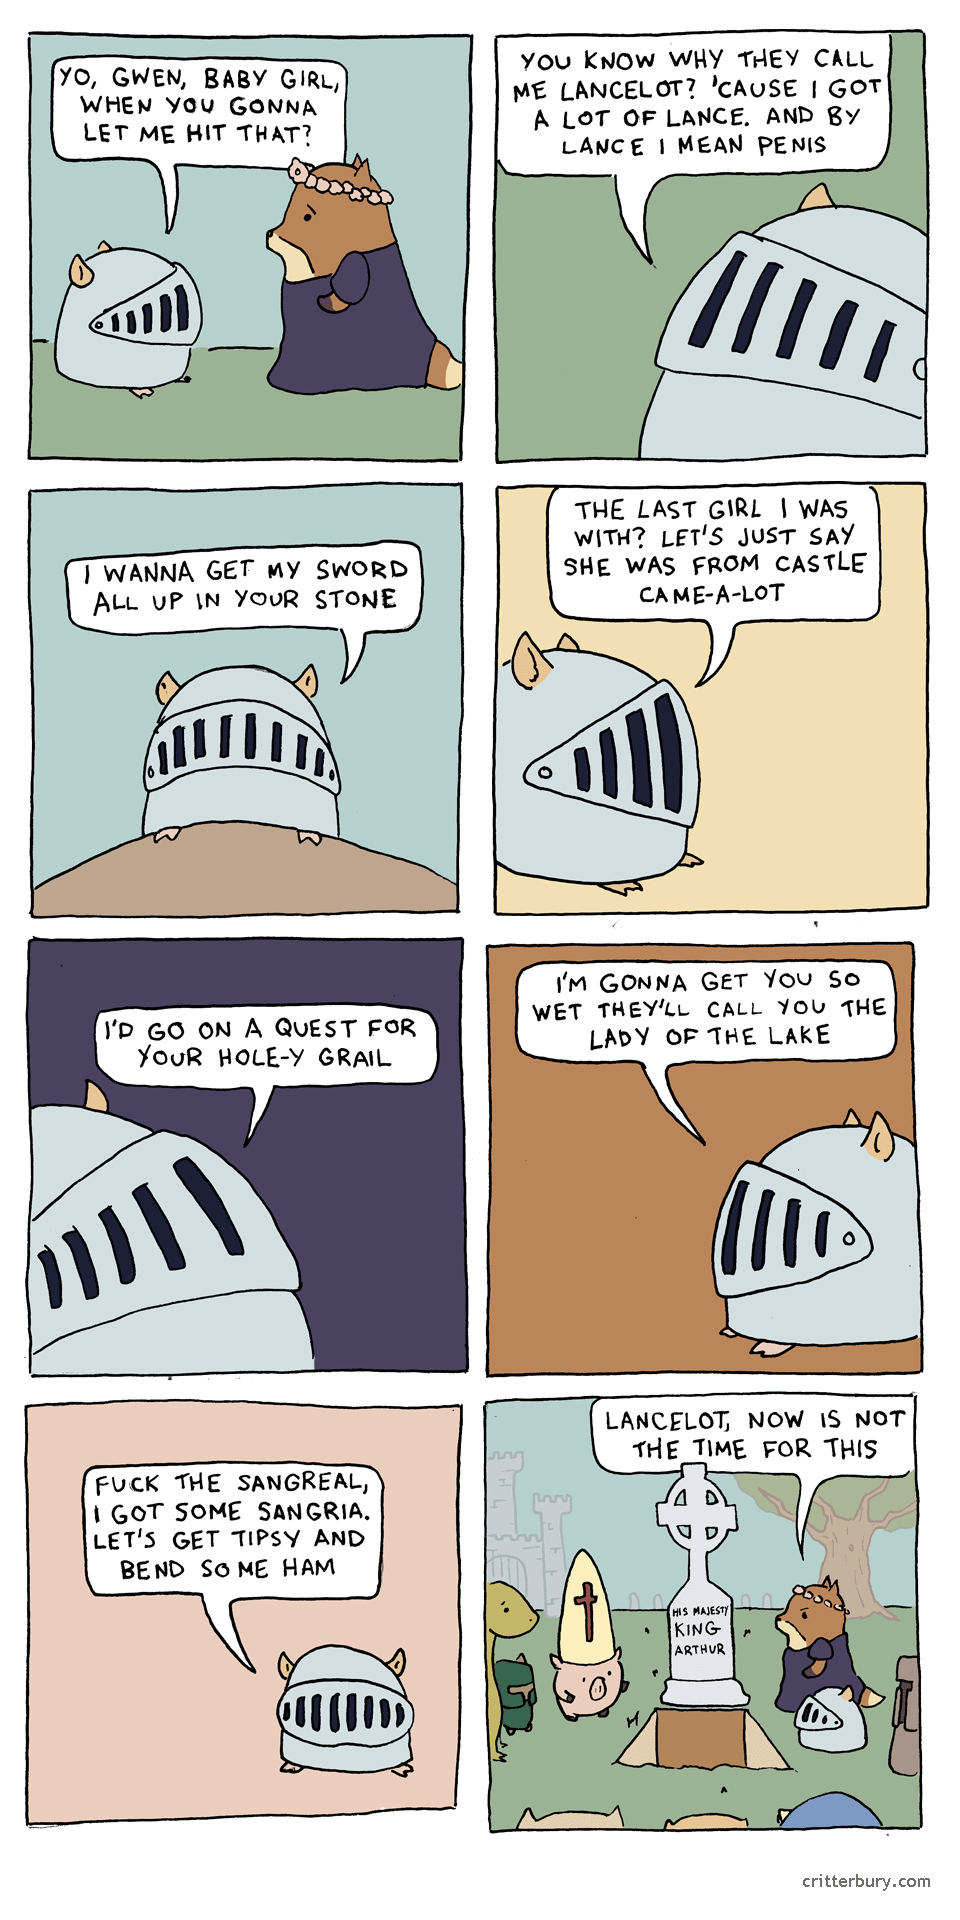 YO, GWEN, BABY GIRL,
WHEN YOU GONNA
LET ME HIT THAT?
YOU KNOW WHY THEY CALL
ME LANCELOT? 'CAUSE I GOT
A LOT OF LANCE. AND BY
LANCE I MEAN PENIS
I WANNA GET MY SWORD
ALL UP IN YOUR STONE
THE LAST GIRL I WAS
WITH? LET'S JUST SAY
SHE WAS FROM CASTLE
CAME-A-LOT
I'D GO ON A QUEST FOR
YOUR HOLE-Y GRAIL
I'M GONNA GET YOU SO
WET THEY'LL CALL YOU THE
LADY OF THE LAKE
FUCK THE SANGREAL,
I GOT SOME SANGRIA.
LET'S GET TIPSY AND
BEND SOME HAM
LANCELOT, NOW IS NOT
THE TIME FOR THIS
HIS MAJESTY
KING
ARTHUR
critterbury.com